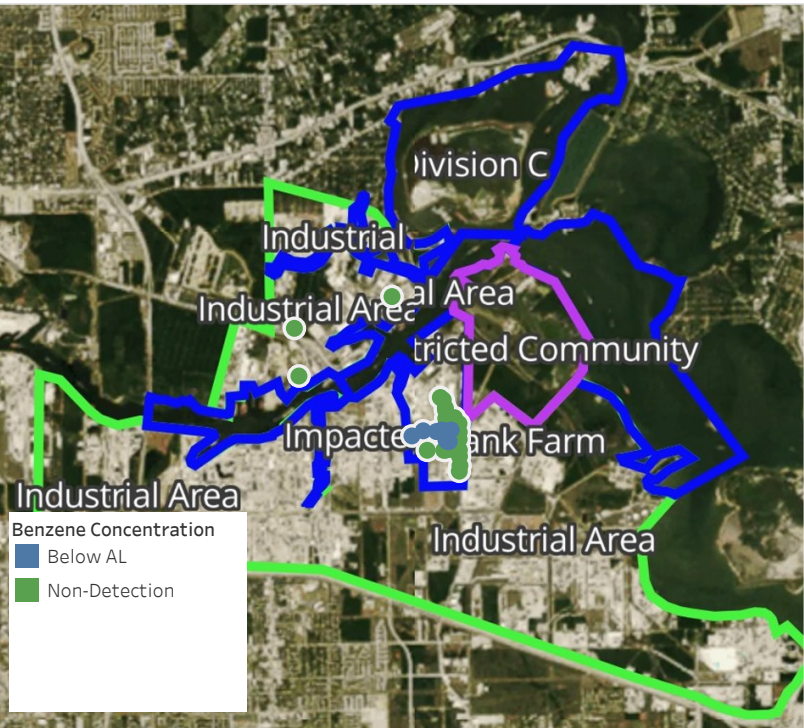 Division C
Industrial
Industrial Area
al Area
tricted Community
Impacte
ank Farm
Industrial Area
Industrial Area
Benzene Concentration
Below AL
Non-Detection